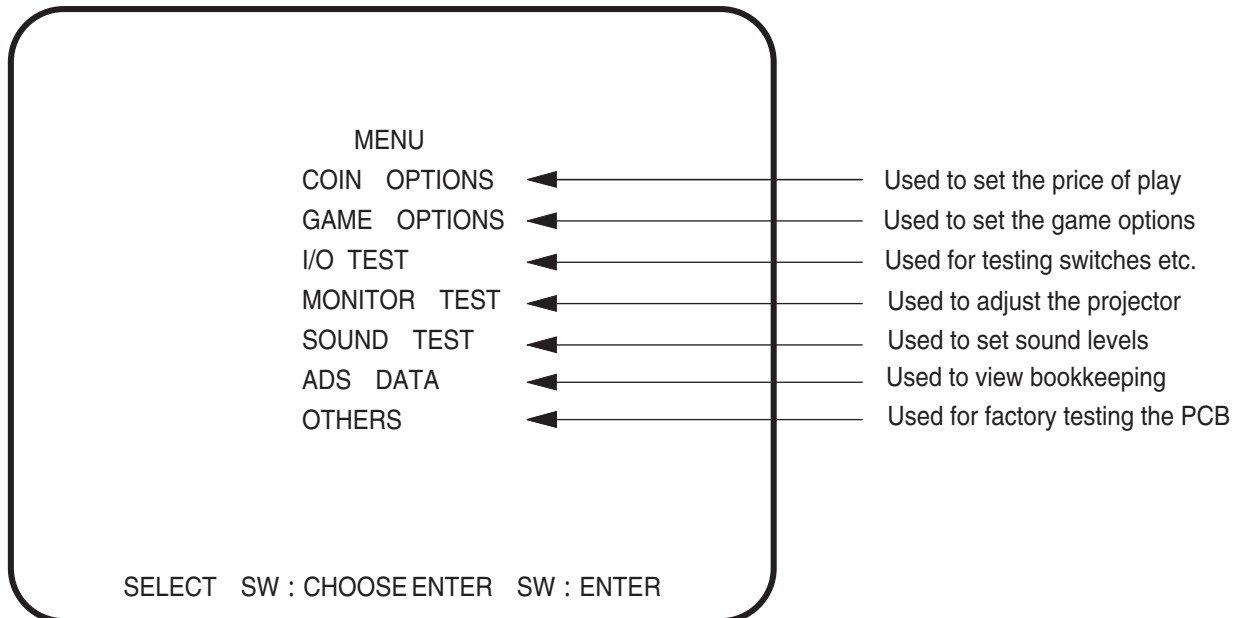 MENU
COIN OPTIONS Used to set the price of play
GAME OPTIONS Used to set the game options
I/O TEST Used for testing switches etc.
MONITOR TEST Used to adjust the projector
SOUND TEST Used to set sound levels
ADS DATA Used to view bookkeeping
OTHERS Used for factory testing the PCB
SELECT SW : CHOOSE ENTER SW : ENTER